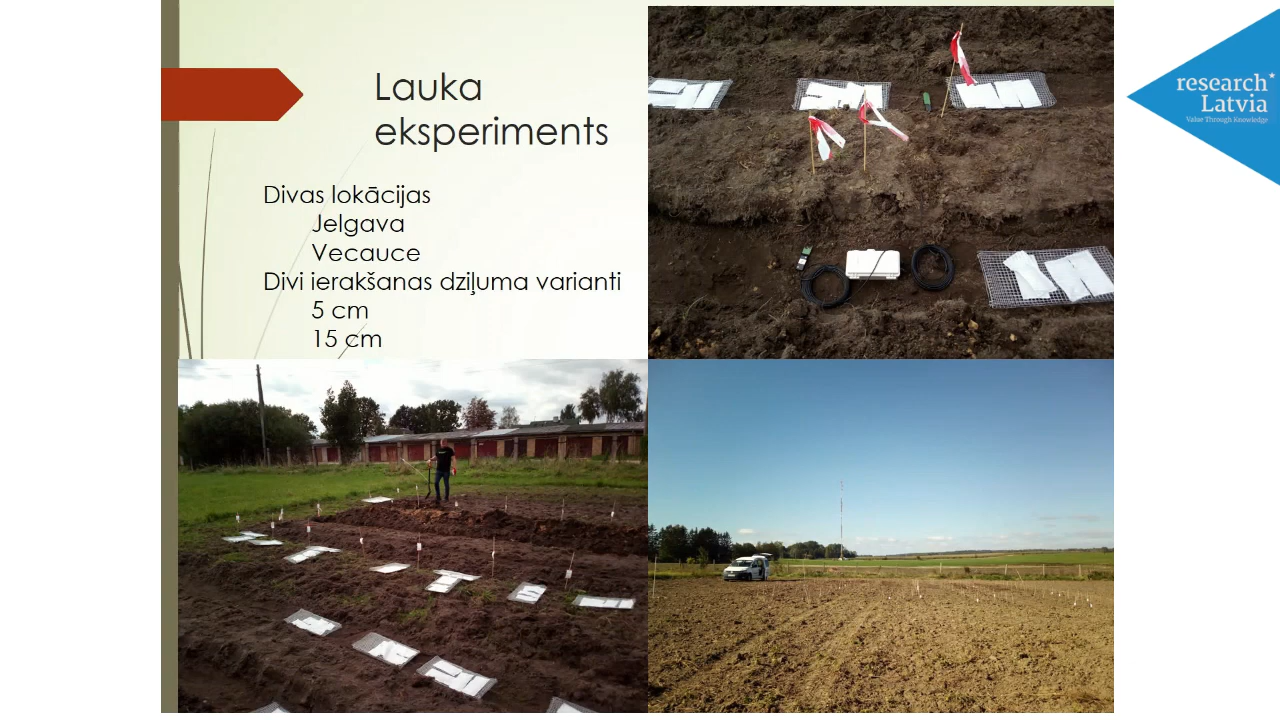 Lauka
eksperiments
Divas lokācijas
Jelgava
Vecauce
Divi ierakšanas dziļuma varianti
5 cm
15 cm
research
Latvia
Value Through Knowledge